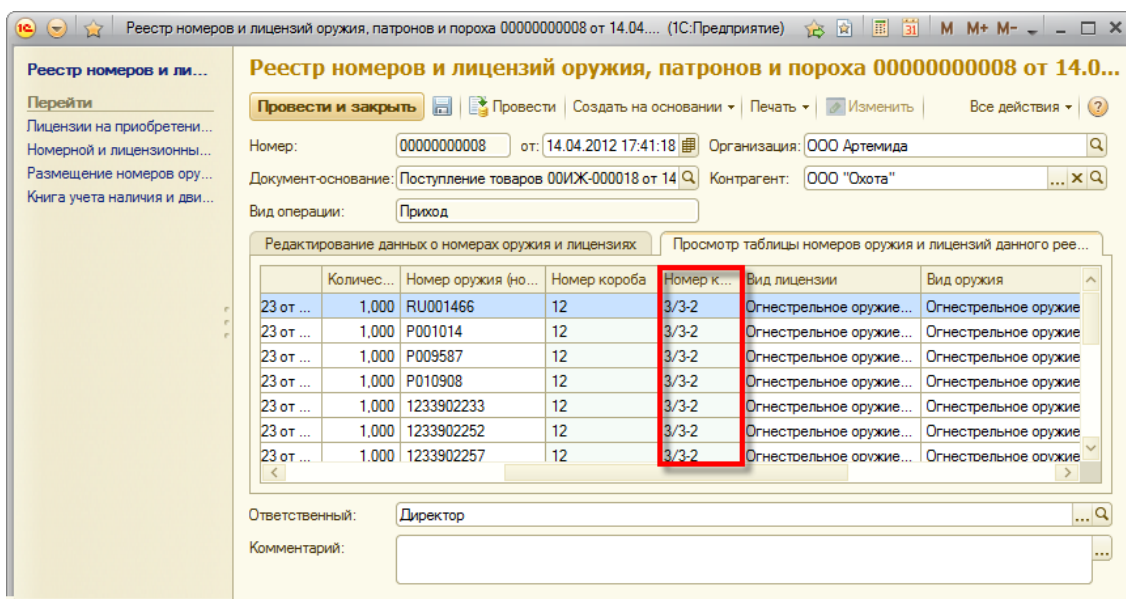 Реестр номеров и лицензий оружия, патронов и пороха 00000000008 от 14.04.... (1С:Предприятие) 31 M M+ M-
Реестр номеров и ли...
Перейти
Лицензии на приобретени...
Номерной и лицензионны...
Размещение номеров ору...
Книга учета наличия и дви...
Реестр номеров и лицензий оружия, патронов и пороха 00000000008 от 14.0...
Провести и закрыть Провести Создать на основании Печать Изменить Все действия ?
Номер: 00000000008 от: 14.04.2012 17:41:18 Организация: ООО Артемида
Документ-основание: Поступление товаров 00ИЖ-000018 от 14 Контрагент: ООО "Охота" ... X
Вид операции: Приход
Редактирование данных о номерах оружия и лицензиях Просмотр таблицы номеров оружия и лицензий данного рее...
Количес... Номер оружия (но... Номер короба Номер к... Вид лицензии Вид оружия
23 от ... 1,000 RU001466 12 3/3-2 Огнестрельное оружие... Огнестрельное оружие
23 от ... 1,000 P001014 12 3/3-2 Огнестрельное оружие... Огнестрельное оружие
23 от ... 1,000 P009587 12 3/3-2 Огнестрельное оружие... Огнестрельное оружие
23 от ... 1,000 P010908 12 3/3-2 Огнестрельное оружие... Огнестрельное оружие
23 от ... 1,000 1233902233 12 3/3-2 Огнестрельное оружие... Огнестрельное оружие
23 от ... 1,000 1233902252 12 3/3-2 Огнестрельное оружие... Огнестрельное оружие
23 от ... 1,000 1233902257 12 3/3-2 Огнестрельное оружие... Огнестрельное оружие
Ответственный: Директор ...
Комментарий: ...